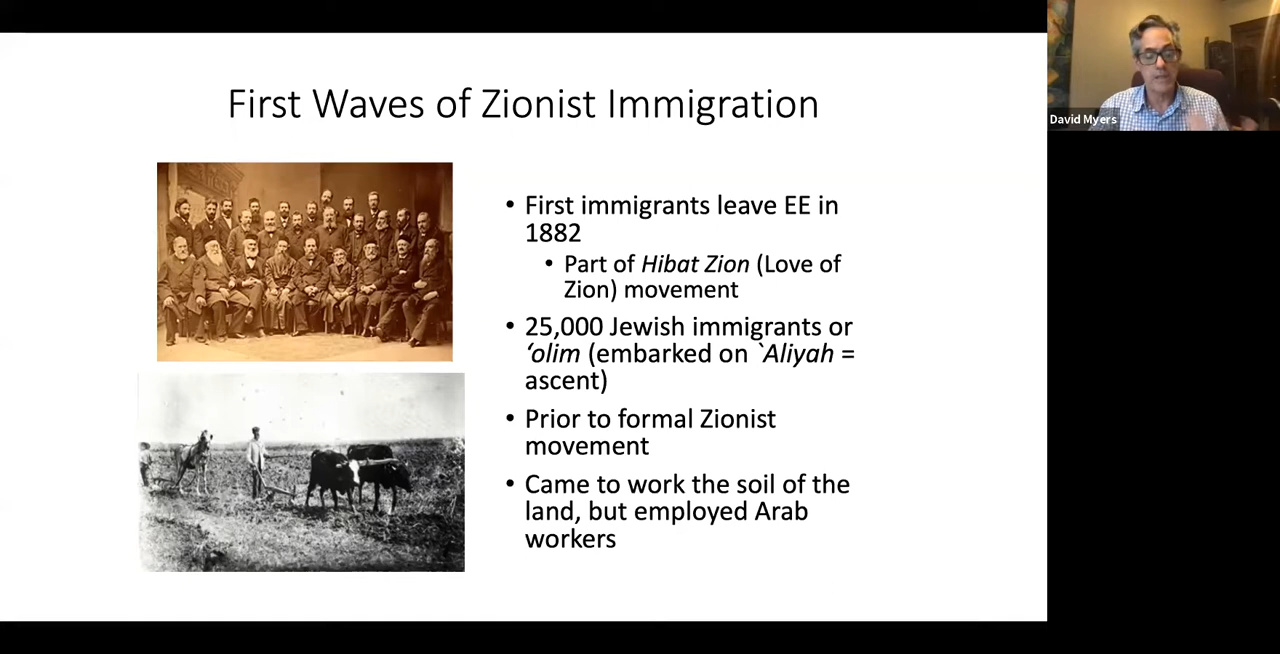 First Waves of Zionist Immigration
David Myers
• First immigrants leave EE in
1882
• Part of Hibat Zion (Love of
Zion) movement
• 25,000 Jewish immigrants or
‘olim (embarked on `Aliyah =
ascent)
• Prior to formal Zionist
movement
• Came to work the soil of the
land, but employed Arab
workers